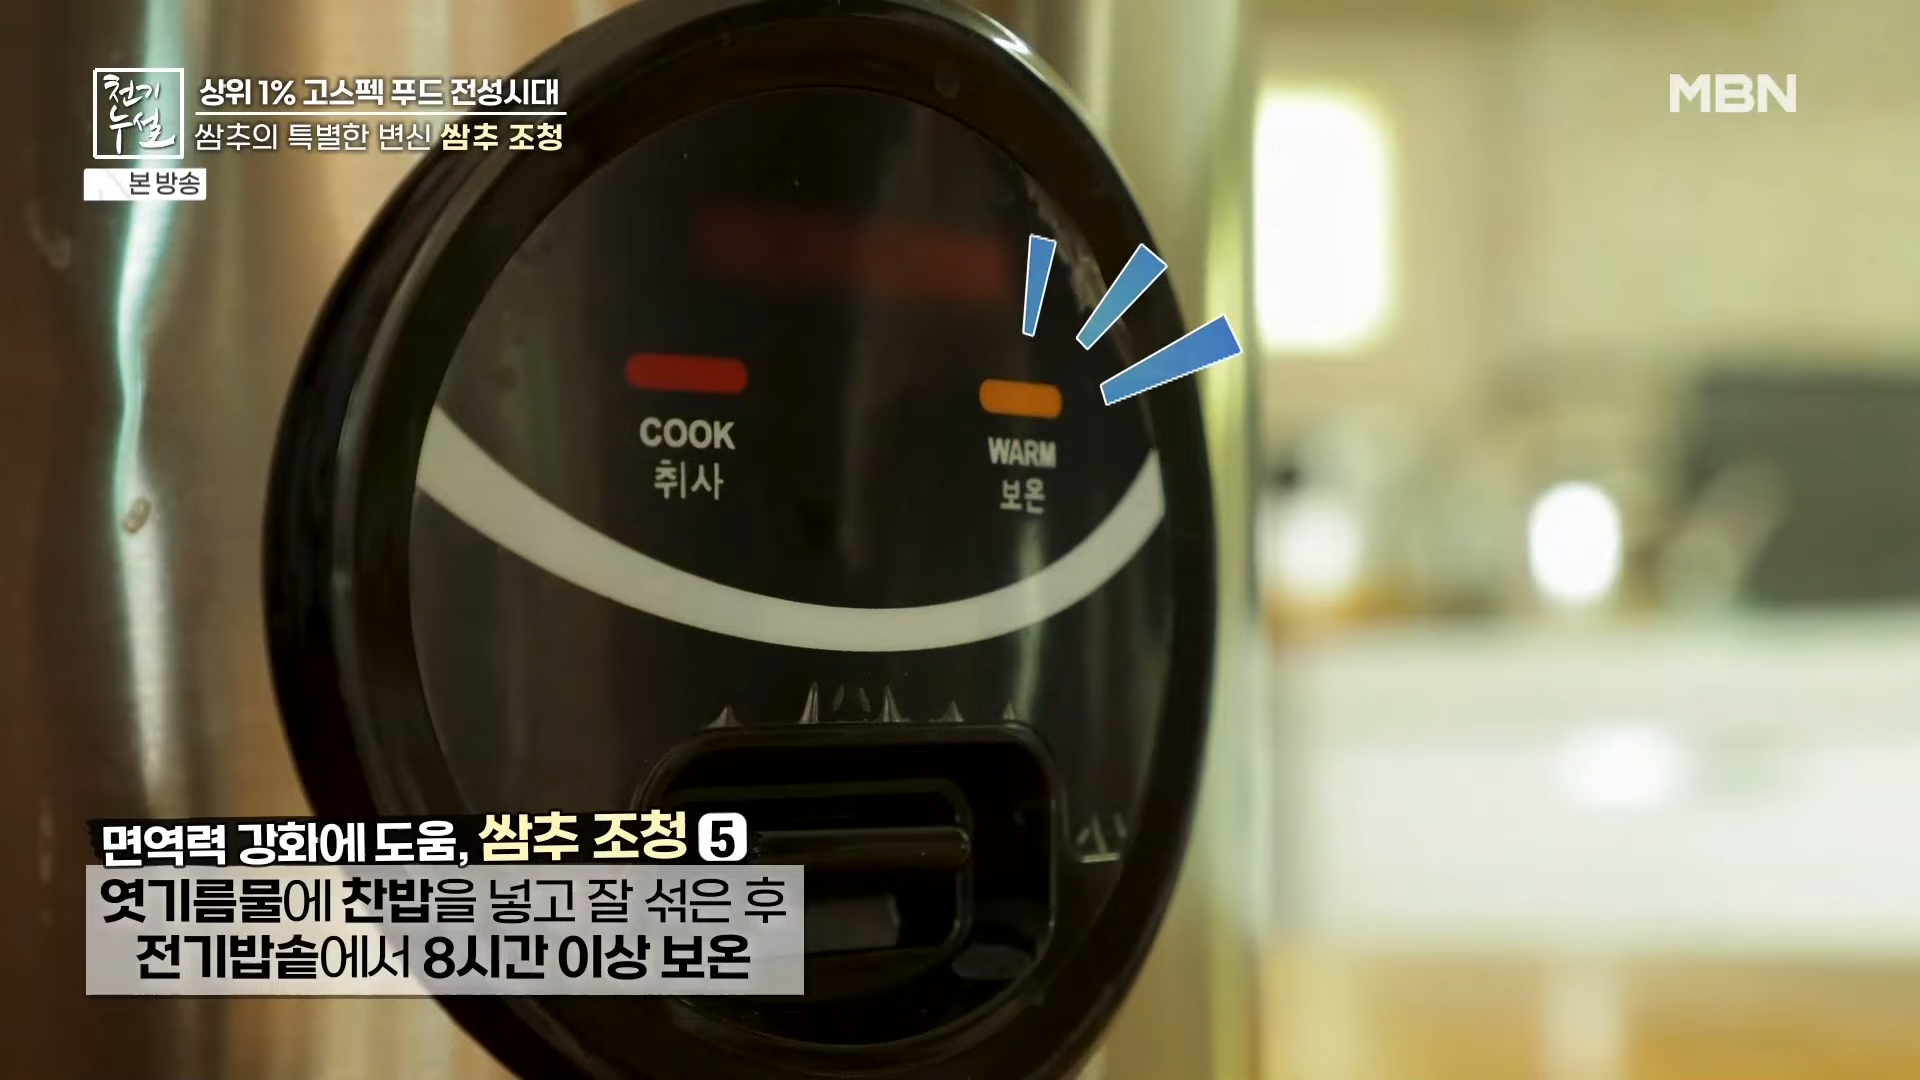 천기누설
상위 1% 고스펙 푸드 전성시대
쌈추의 특별한 변신 쌈추 조청
본 방송
MBN
COOK
취사
WARM
보온
면역력 강화에 도움, 쌈추 조청 5
엿기름물에 찬밥을 넣고 잘 섞은 후
전기밥솥에서 8시간 이상 보온